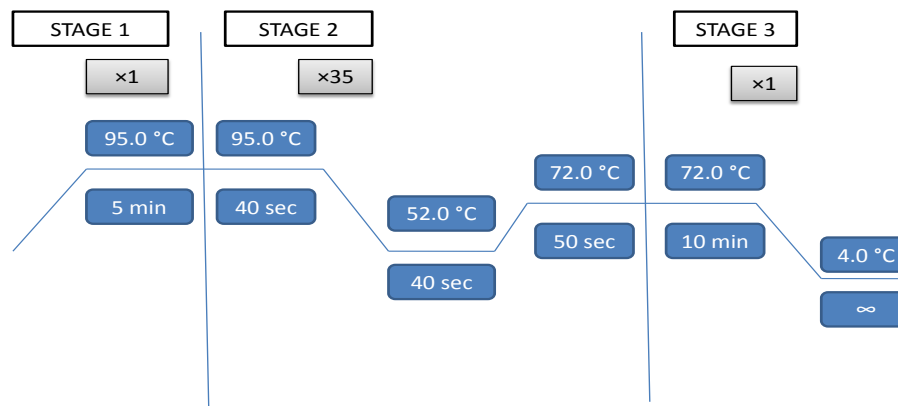 STAGE 1
STAGE 2
STAGE 3
×1
×35
×1
95.0 °C
95.0 °C
72.0 °C
72.0 °C
5 min
40 sec
52.0 °C
50 sec
10 min
4.0 °C
40 sec
∞